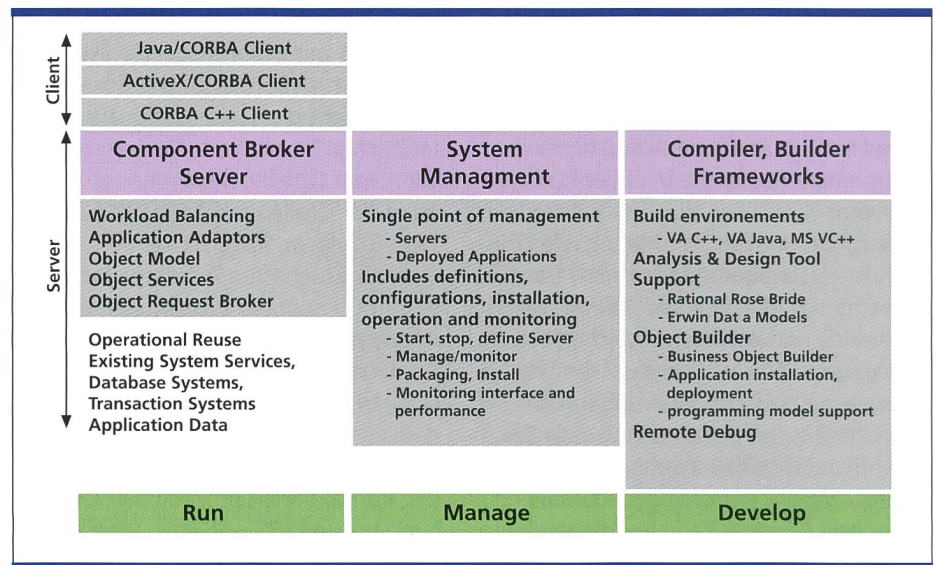 Client
Java/CORBA Client
ActiveX/CORBA Client
CORBA C++ Client
Server
Component Broker
Server
Workload Balancing
Application Adaptors
Object Model
Object Services
Object Request Broker
Operational Reuse
Existing System Services,
Database Systems,
Transaction Systems
Application Data
Run
System
Managment
Single point of management
- Servers
- Deployed Applications
Includes definitions,
configurations, installation,
operation and monitoring
- Start, stop, define Server
- Manage/monitor
- Packaging, Install
- Monitoring interface and
performance
Manage
Compiler, Builder
Frameworks
Build environements
- VA C++, VA Java, MS VC++
Analysis & Design Tool
Support
- Rational Rose Bride
- Erwin Dat a Models
Object Builder
- Business Object Builder
- Application installation,
deployment
- programming model support
Remote Debug
Develop